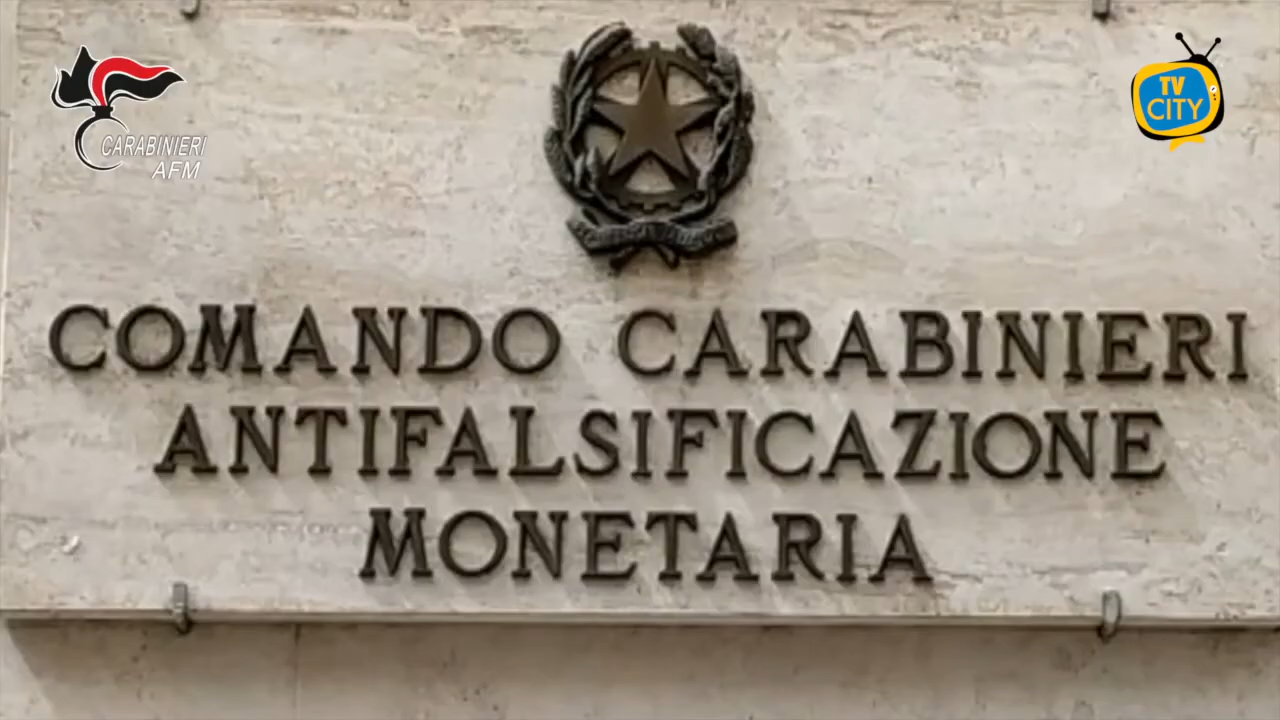 CARABINIERI
AFM
TV
CITY
COMANDO CARABINIERI
ANTIFALSIFICAZIONE
MONETARIA